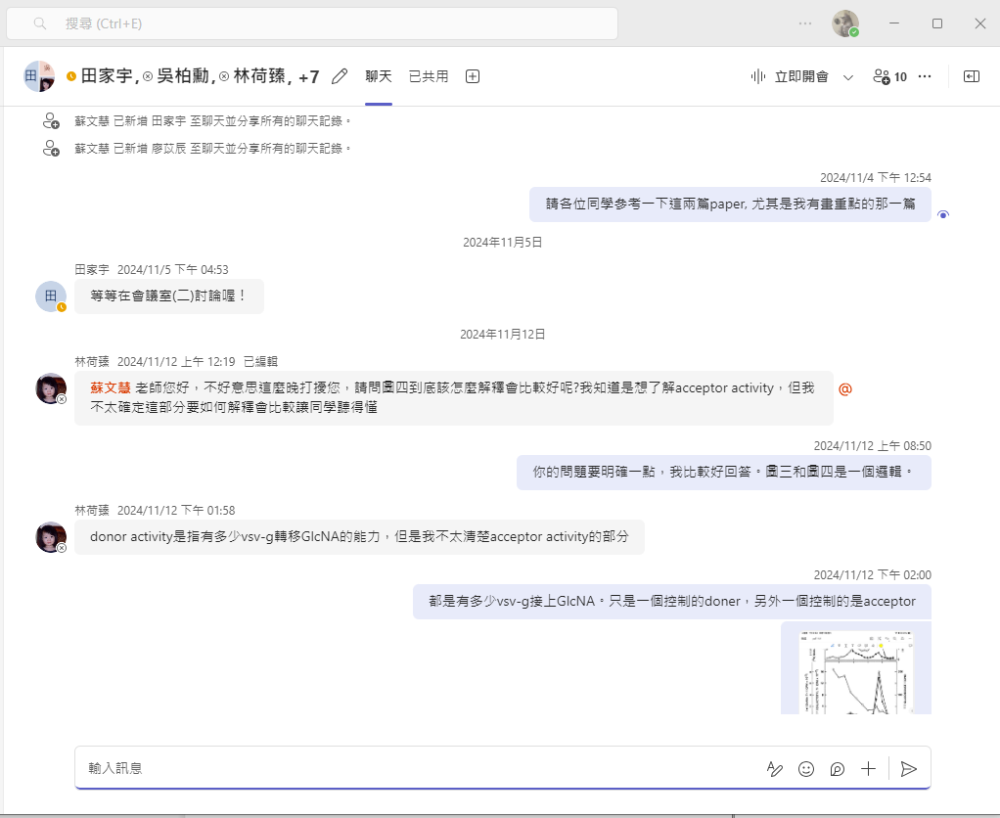 搜尋 (Ctrl+E)
田 田家宇, 吳柏勳, 林荷臻, +7 聊天 已共用 立即開會 10
蘇文慧 已新增 田家宇 至聊天並分享所有的聊天記錄。
蘇文慧 已新增 廖苡辰 至聊天並分享所有的聊天記錄。
2024/11/4 下午 12:54
請各位同學參考一下這兩篇paper, 尤其是我有畫重點的那一篇
2024年11月5日
田家宇 2024/11/5 下午 04:53
田 等等在會議室(二)討論喔！
2024年11月12日
林荷臻 2024/11/12 上午 12:19 已編輯
蘇文慧 老師您好，不好意思這麼晚打擾您，請問圖四到底該怎麼解釋會比較好呢?我知道是想了解acceptor activity，但我
不太確定這部分要如何解釋會比較讓同學聽得懂
@
2024/11/12 上午 08:50
你的問題要明確一點，我比較好回答。圖三和圖四是一個邏輯。
林荷臻 2024/11/12 下午 01:58
donor activity是指有多少vsv-g轉移GlcNA的能力，但是我不太清楚acceptor activity的部分
2024/11/12 下午 02:00
都是有多少vsv-g接上GlcNA。只是一個控制的doner，另外一個控制的是acceptor
輸入訊息